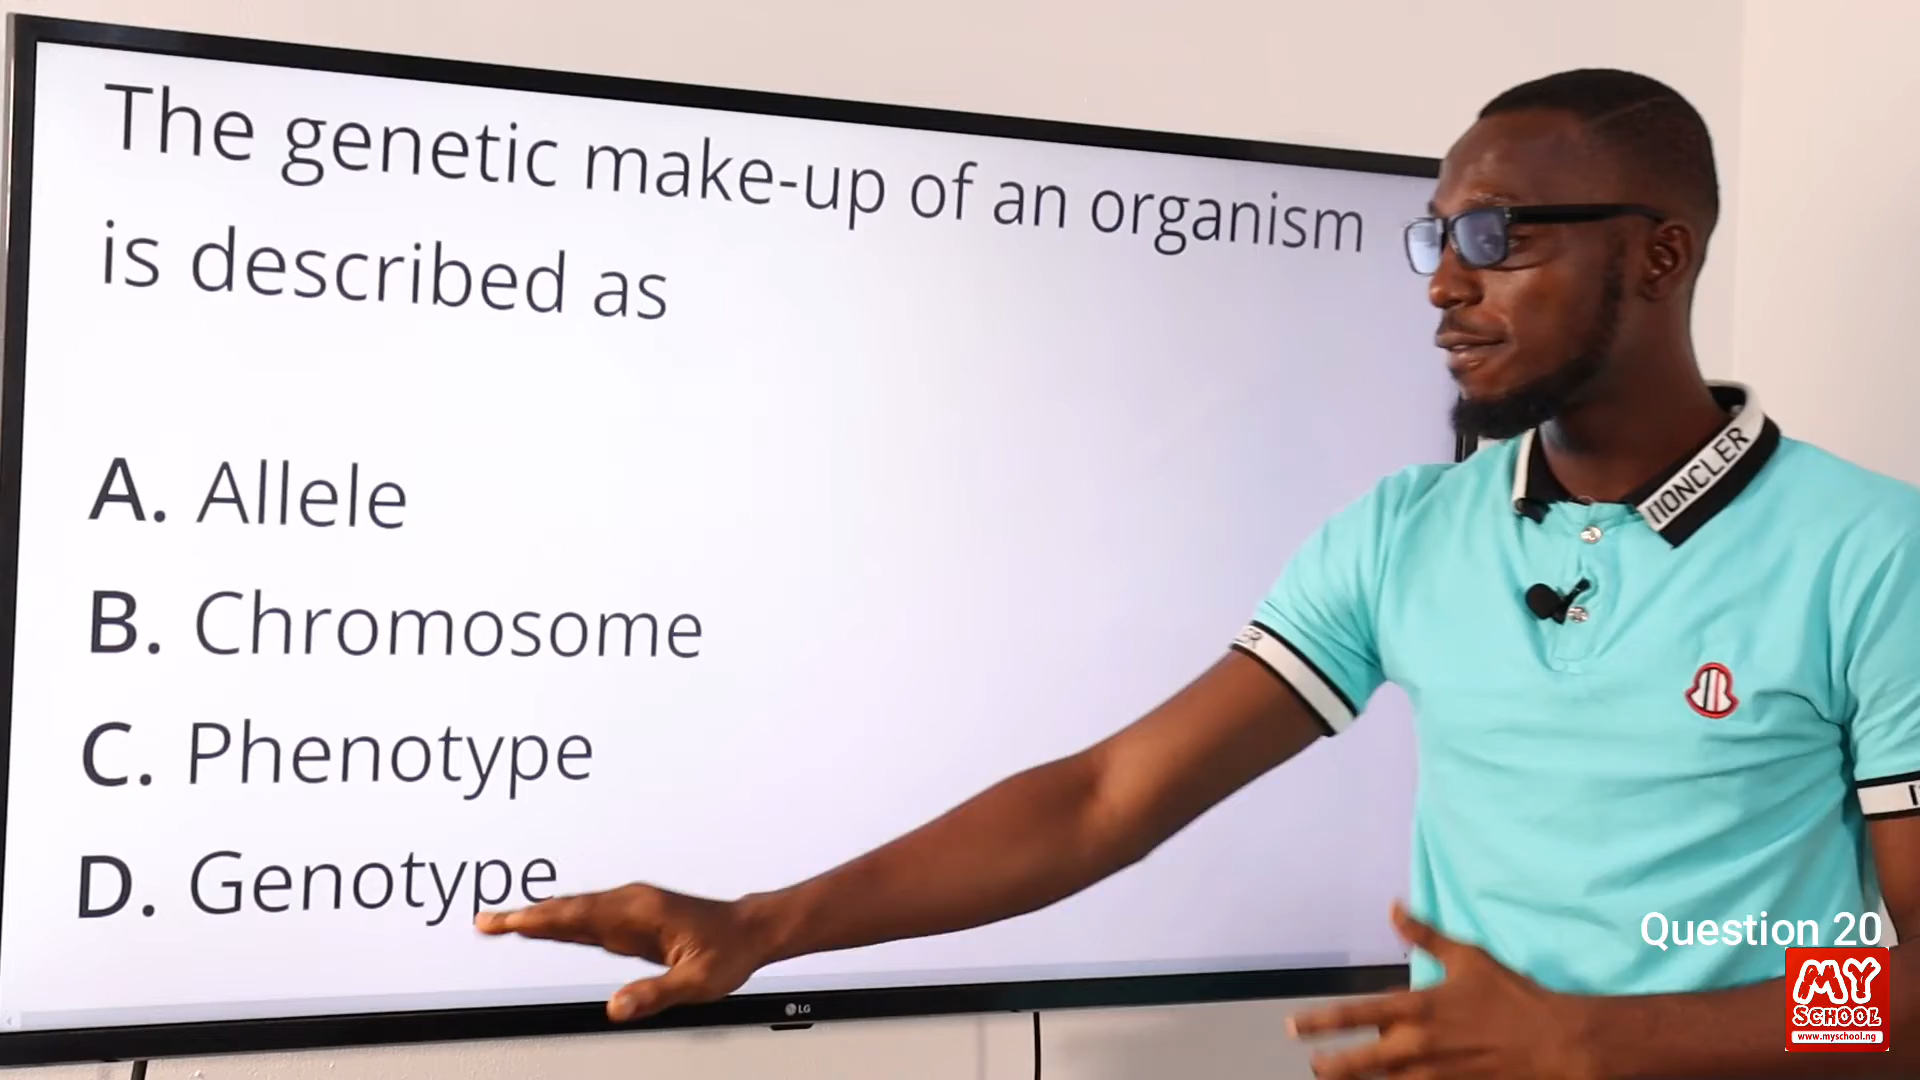 The genetic make-up of an organism
is described as
A. Allele
B. Chromosome
C. Phenotype
D. Genotype
MONCLER
LG
Question 20
MY
SCHOOL
www.myschool.ng